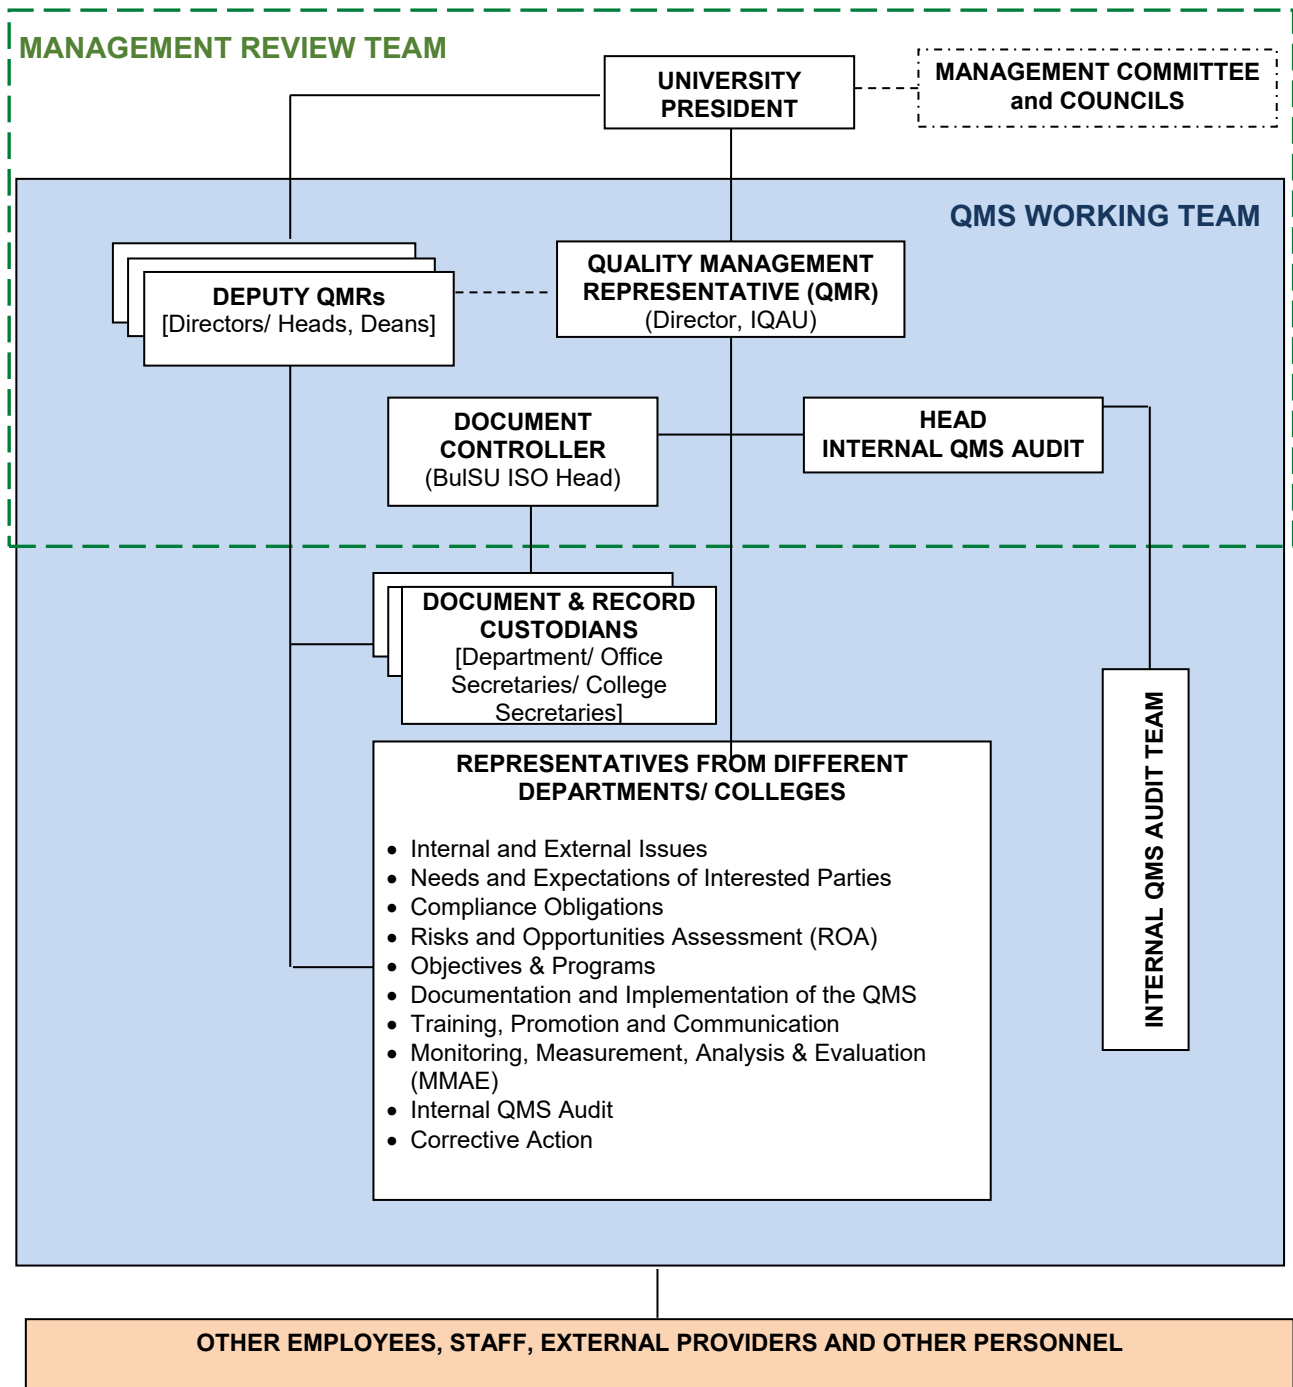 MANAGEMENT REVIEW TEAM
UNIVERSITY
PRESIDENT
MANAGEMENT COMMITTEE
and COUNCILS
QMS WORKING TEAM
DEPUTY QMRs
[Directors/ Heads, Deans]
QUALITY MANAGEMENT
REPRESENTATIVE (QMR)
(Director, IQAU)
DOCUMENT
CONTROLLER
(BulSU ISO Head)
HEAD
INTERNAL QMS AUDIT
DOCUMENT & RECORD
CUSTODIANS
[Department/ Office
Secretaries/ College
Secretaries]
INTERNAL QMS AUDIT TEAM
REPRESENTATIVES FROM DIFFERENT
DEPARTMENTS/ COLLEGES
• Internal and External Issues
• Needs and Expectations of Interested Parties
• Compliance Obligations
• Risks and Opportunities Assessment (ROA)
• Objectives & Programs
• Documentation and Implementation of the QMS
• Training, Promotion and Communication
• Monitoring, Measurement, Analysis & Evaluation
(MMAE)
• Internal QMS Audit
• Corrective Action
OTHER EMPLOYEES, STAFF, EXTERNAL PROVIDERS AND OTHER PERSONNEL